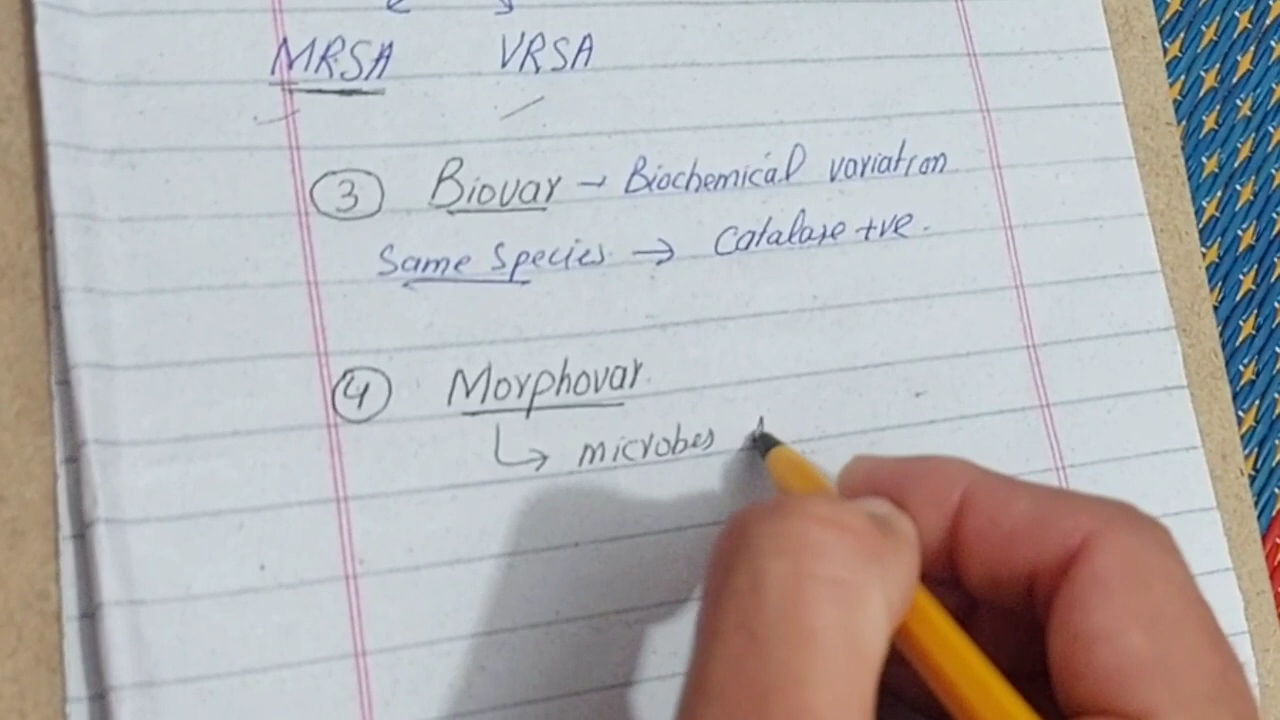 MRSA VRSA
3 Biovar → Biochemical variation
Same Species → Catalase +ve.
4 Morphovar
↳ microbes